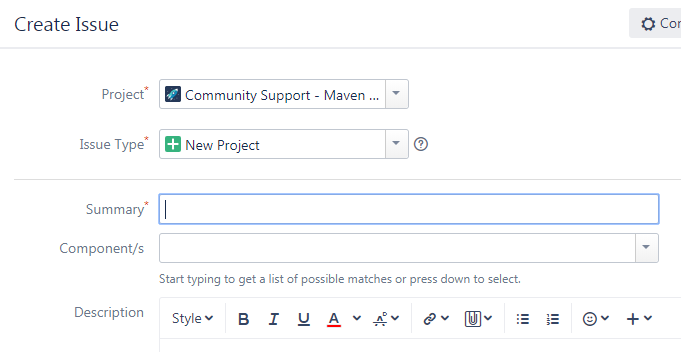 Create Issue
Con
Project* Community Support - Maven ...
Issue Type* New Project
Summary*
Component/s
Start typing to get a list of possible matches or press down to select.
Description Style B I U A